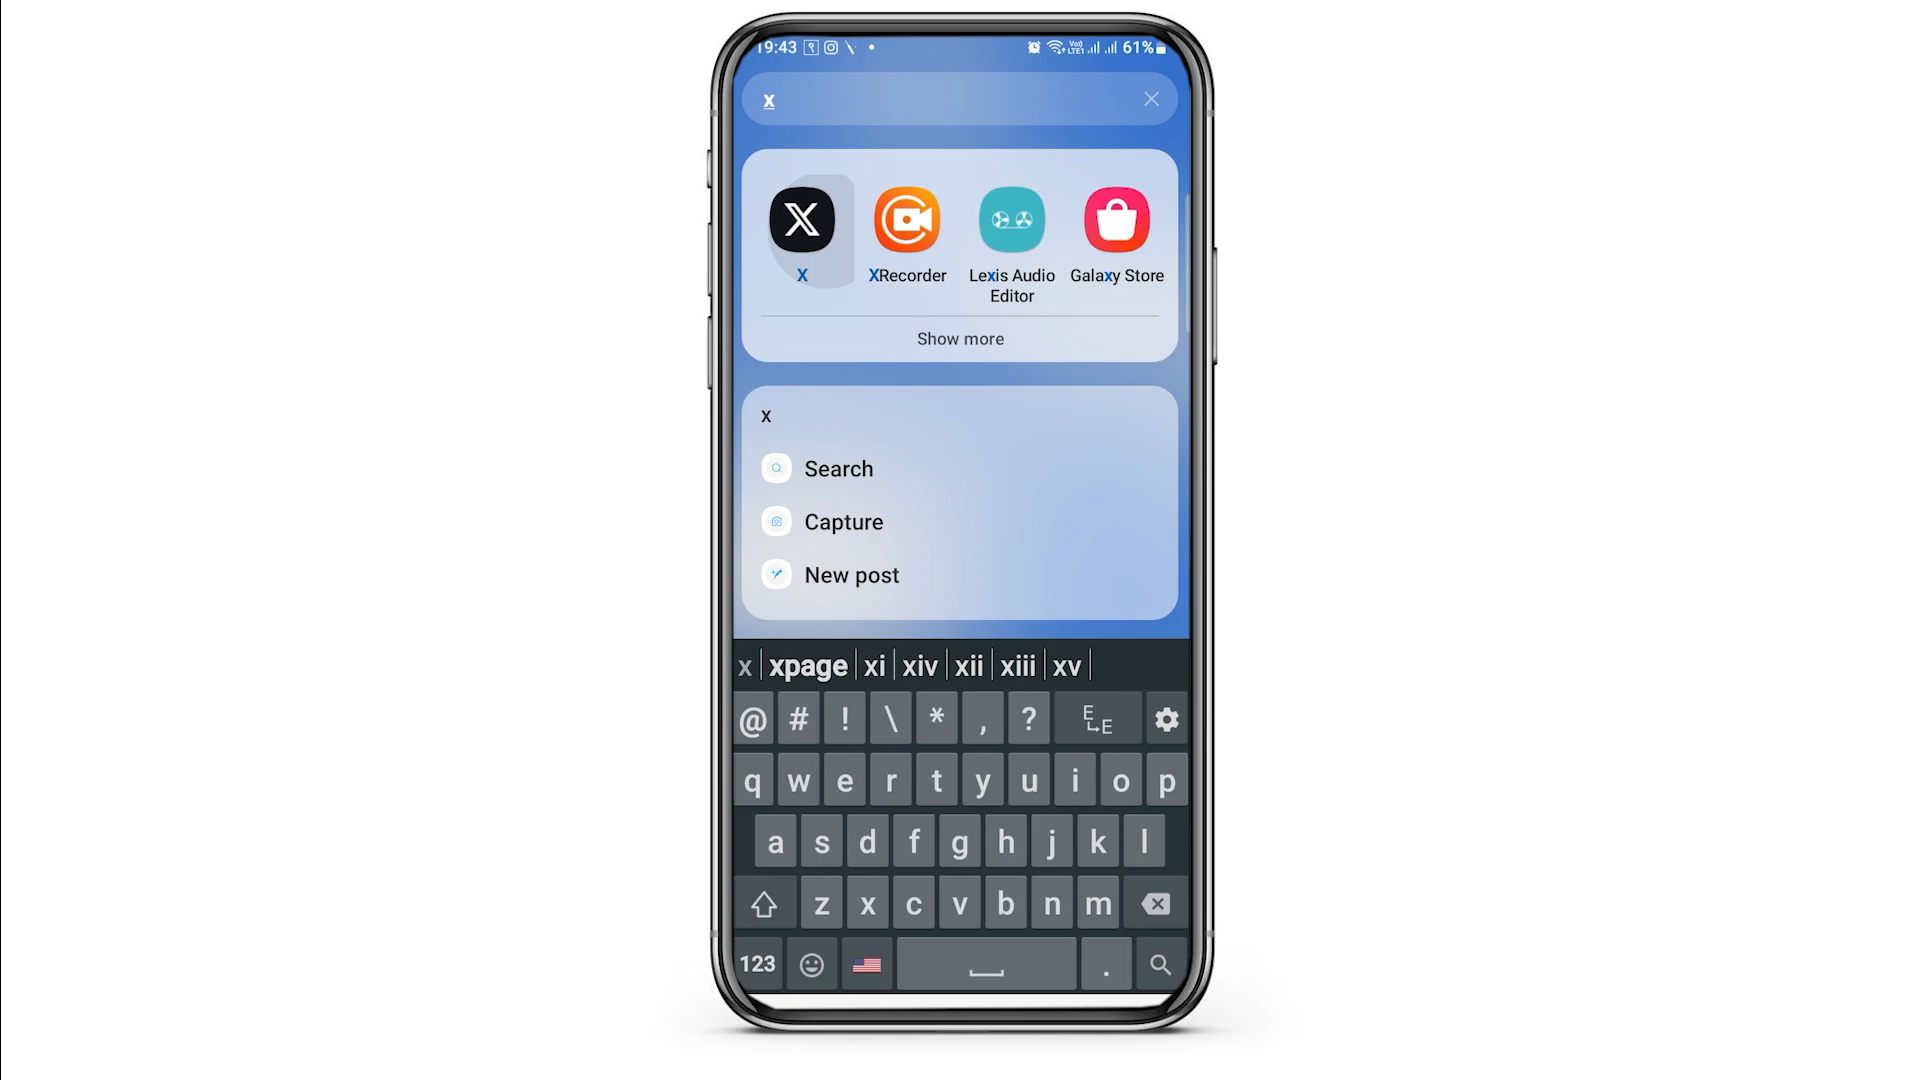 19:43 61%
x
X XRecorder Lexis Audio Galaxy Store
Editor
Show more
X
Search
Capture
New post
x xpage xi xiv xii xiii xv
@ # ! \ * , ? E E
q w e r t y u i o p
a s d f g h j k l
z x c v b n m
123 .